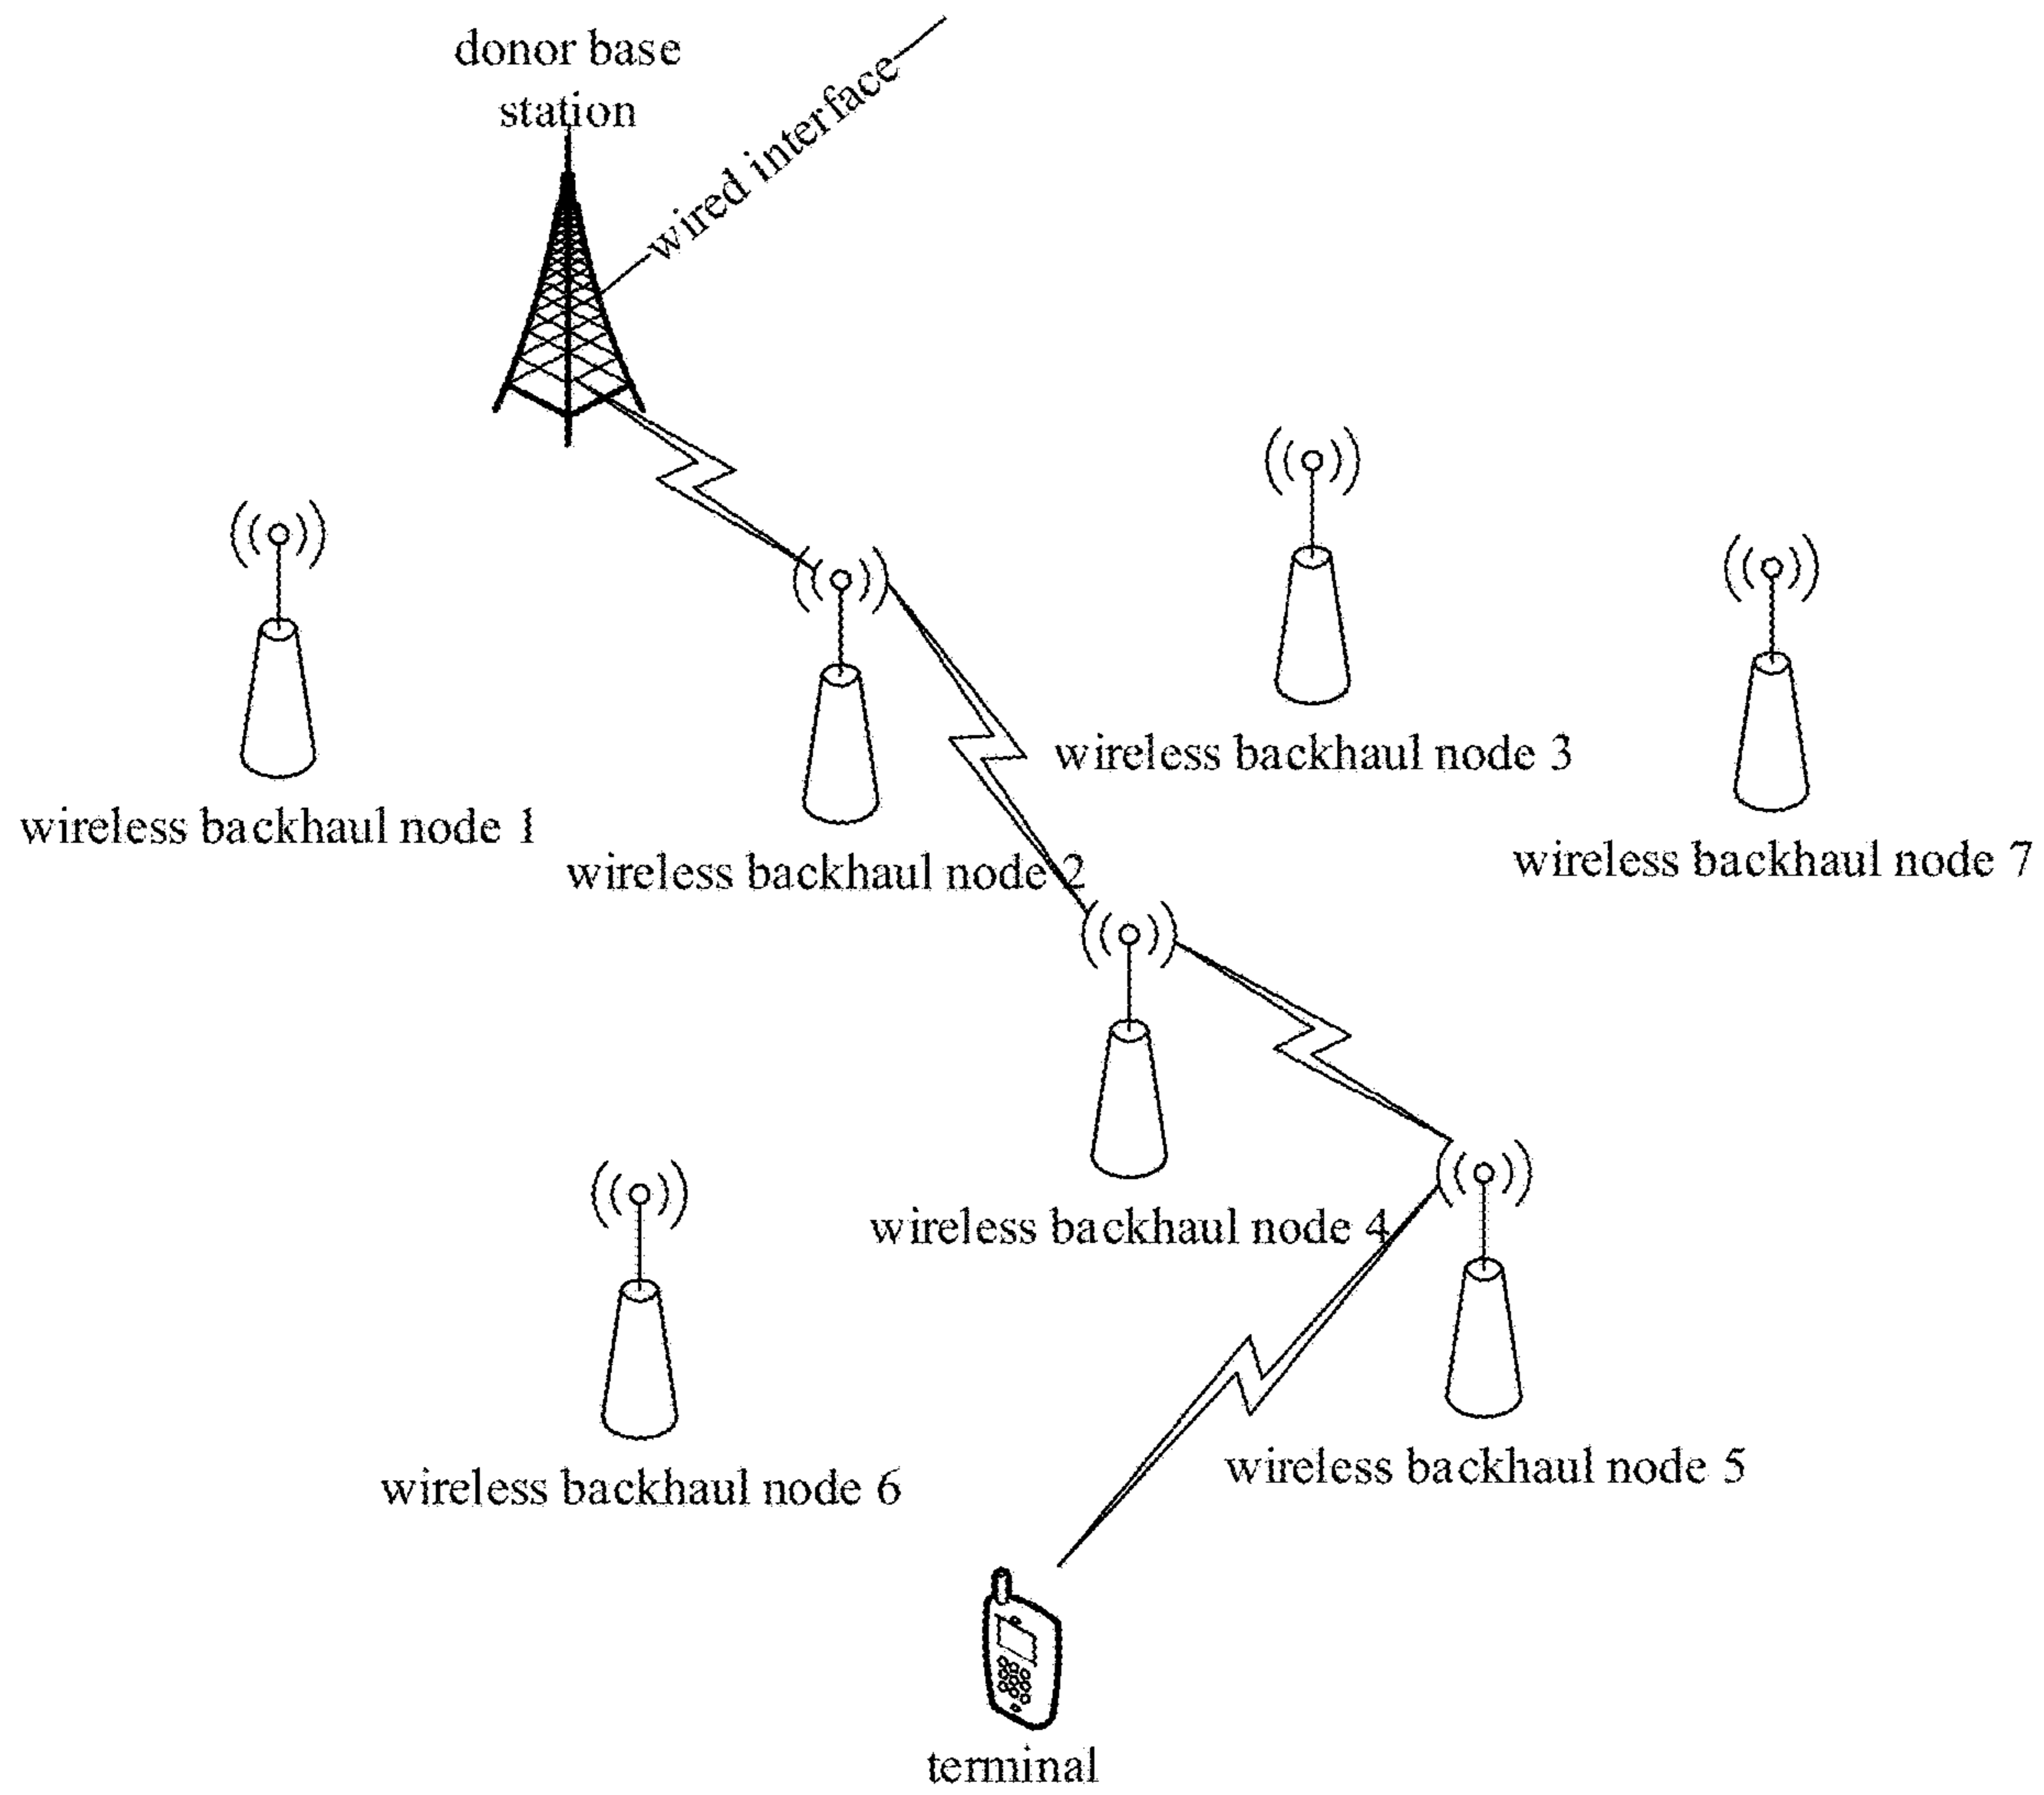 donor base
station
wired interface
wireless backhaul node 3
wireless backhaul node 1
wireless backhaul node 2
wireless backhaul node 7
wireless backhaul node 4
wireless backhaul node 5
wireless backhaul node 6
terminal